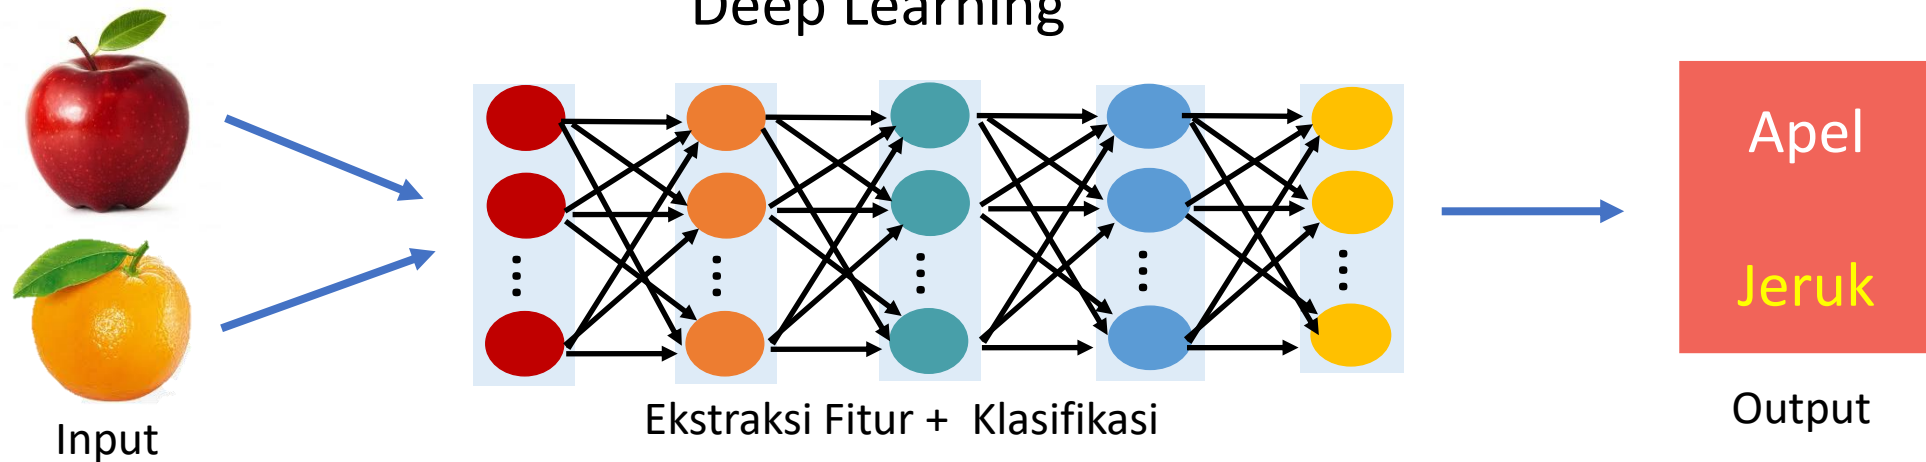 Deep Learning
Apel
Jeruk
Ekstraksi Fitur + Klasifikasi
Input
Output